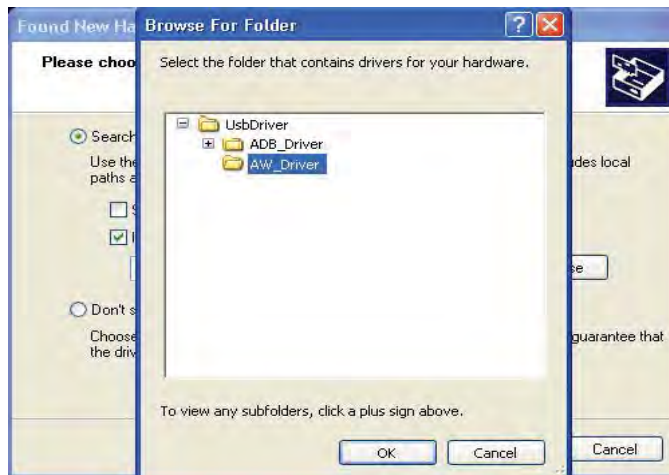 Found New Ha
Browse For Folder
Please choo
Select the folder that contains drivers for your hardware.
UsbDriver
ADB_Driver
AW_Driver
Search
Use the
des local
paths a
se
Don't s
Choose
guarantee that
the driv
To view any subfolders, click a plus sign above.
OK
Cancel
Cancel